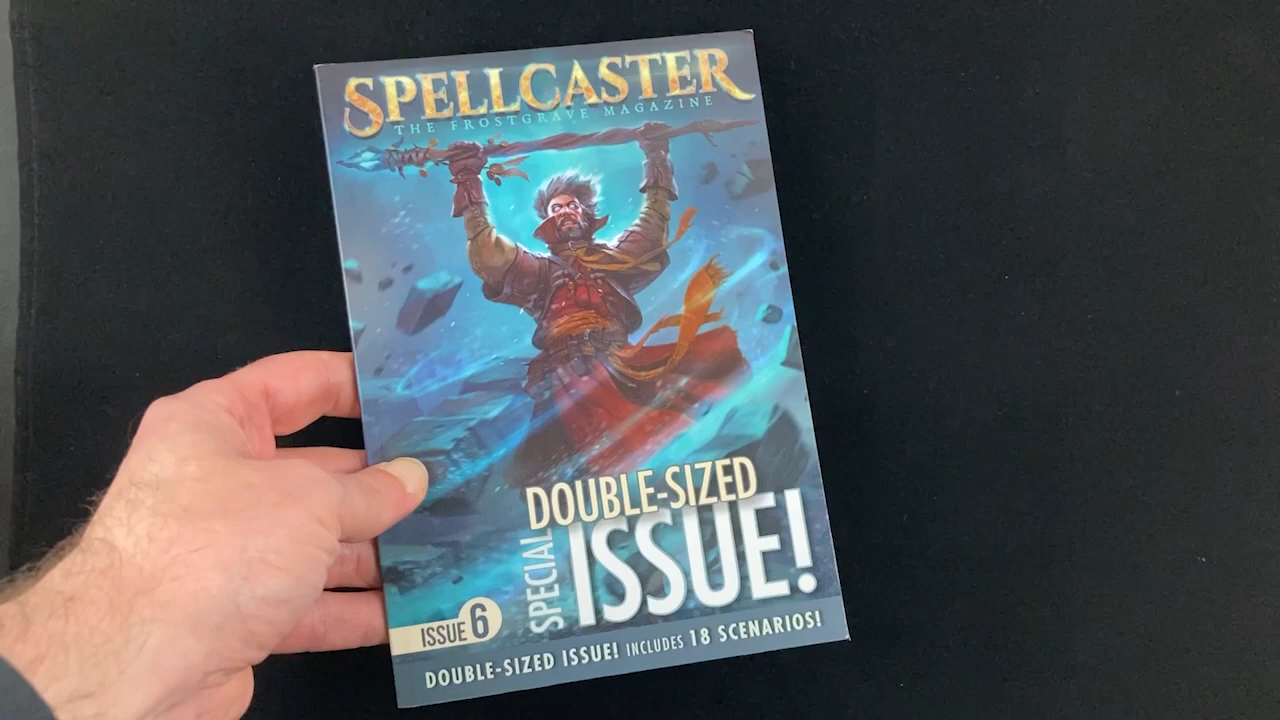 SPELLCASTER
THE FROSTGRAVE MAGAZINE
DOUBLE-SIZED
SPECIAL
ISSUE!
ISSUE 6
DOUBLE-SIZED ISSUE! INCLUDES 18 SCENARIOS!